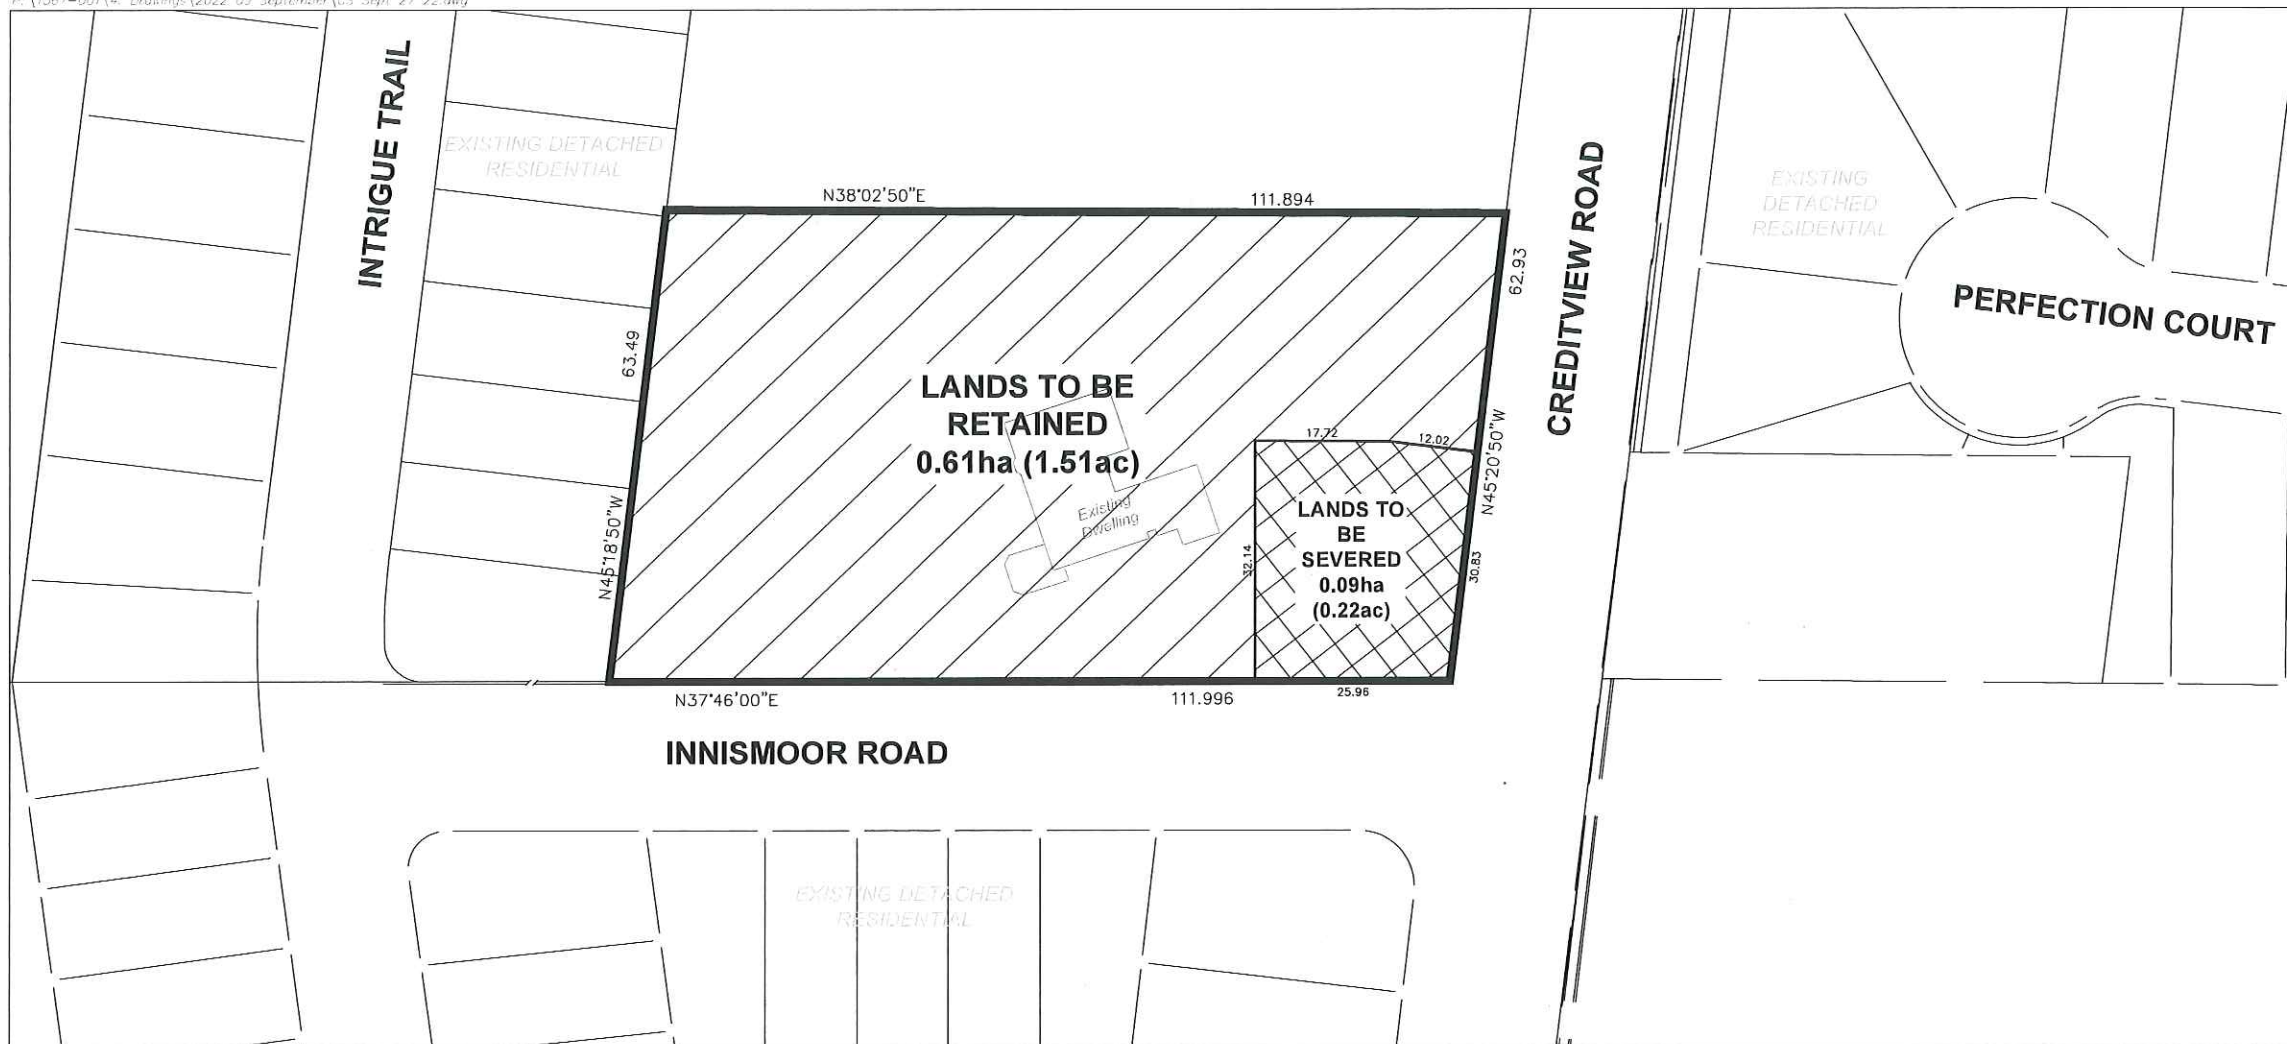 INTRIGUE TRAIL
EXISTING DETACHED
RESIDENTIAL
N38°02'50"E
111.894
62.93
CREDITVIEW ROAD
EXISTING
DETACHED
RESIDENTIAL
PERFECTION COURT
63.49
LANDS TO BE
RETAINED
0.61ha (1.51ac)
17.72
12.02
N45°20'50"W
Existing
Dwelling
LANDS TO
BE
SEVERED
0.09ha
(0.22ac)
32.14
30.83
N45°18'50"W
N37°46'00"E
111.996
25.96
INNISMOOR ROAD
EXISTING DETACHED
RESIDENTIAL